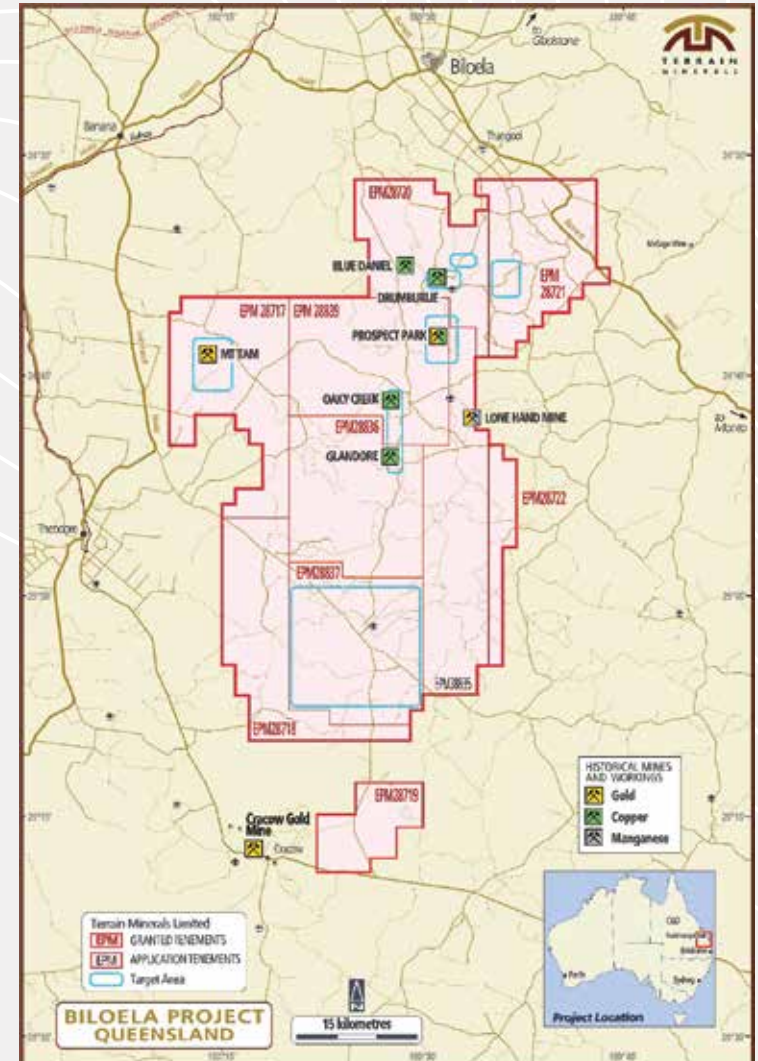 to
Gladstone
TERRAIN
MINERALS
Biloela
Banana
Thangool
EPM28720
BLUE DANIEL
EPM
28721
DRUMBURLE
EPM 28717
EPM 28839
PROSPECT PARK
MT TAM
OAKY CREEK
LONE HAND MINE
to
Monto
EPM28836
GLANDORE
EPM28722
Theodore
EPM28837
EPM28835
EPM28718
EPM28719
Cracow Gold
Mine
Cracow
HISTORICAL MINES
AND WORKINGS
Gold
Copper
Manganese
Terrain Minerals Limited
EPM GRANTED TENEMENTS
EPM APPLICATION TENEMENTS
Target Area
BILOELA PROJECT
QUEENSLAND
N
15 kilometres
QLD
Brisbane
Perth
Sydney
Project Location